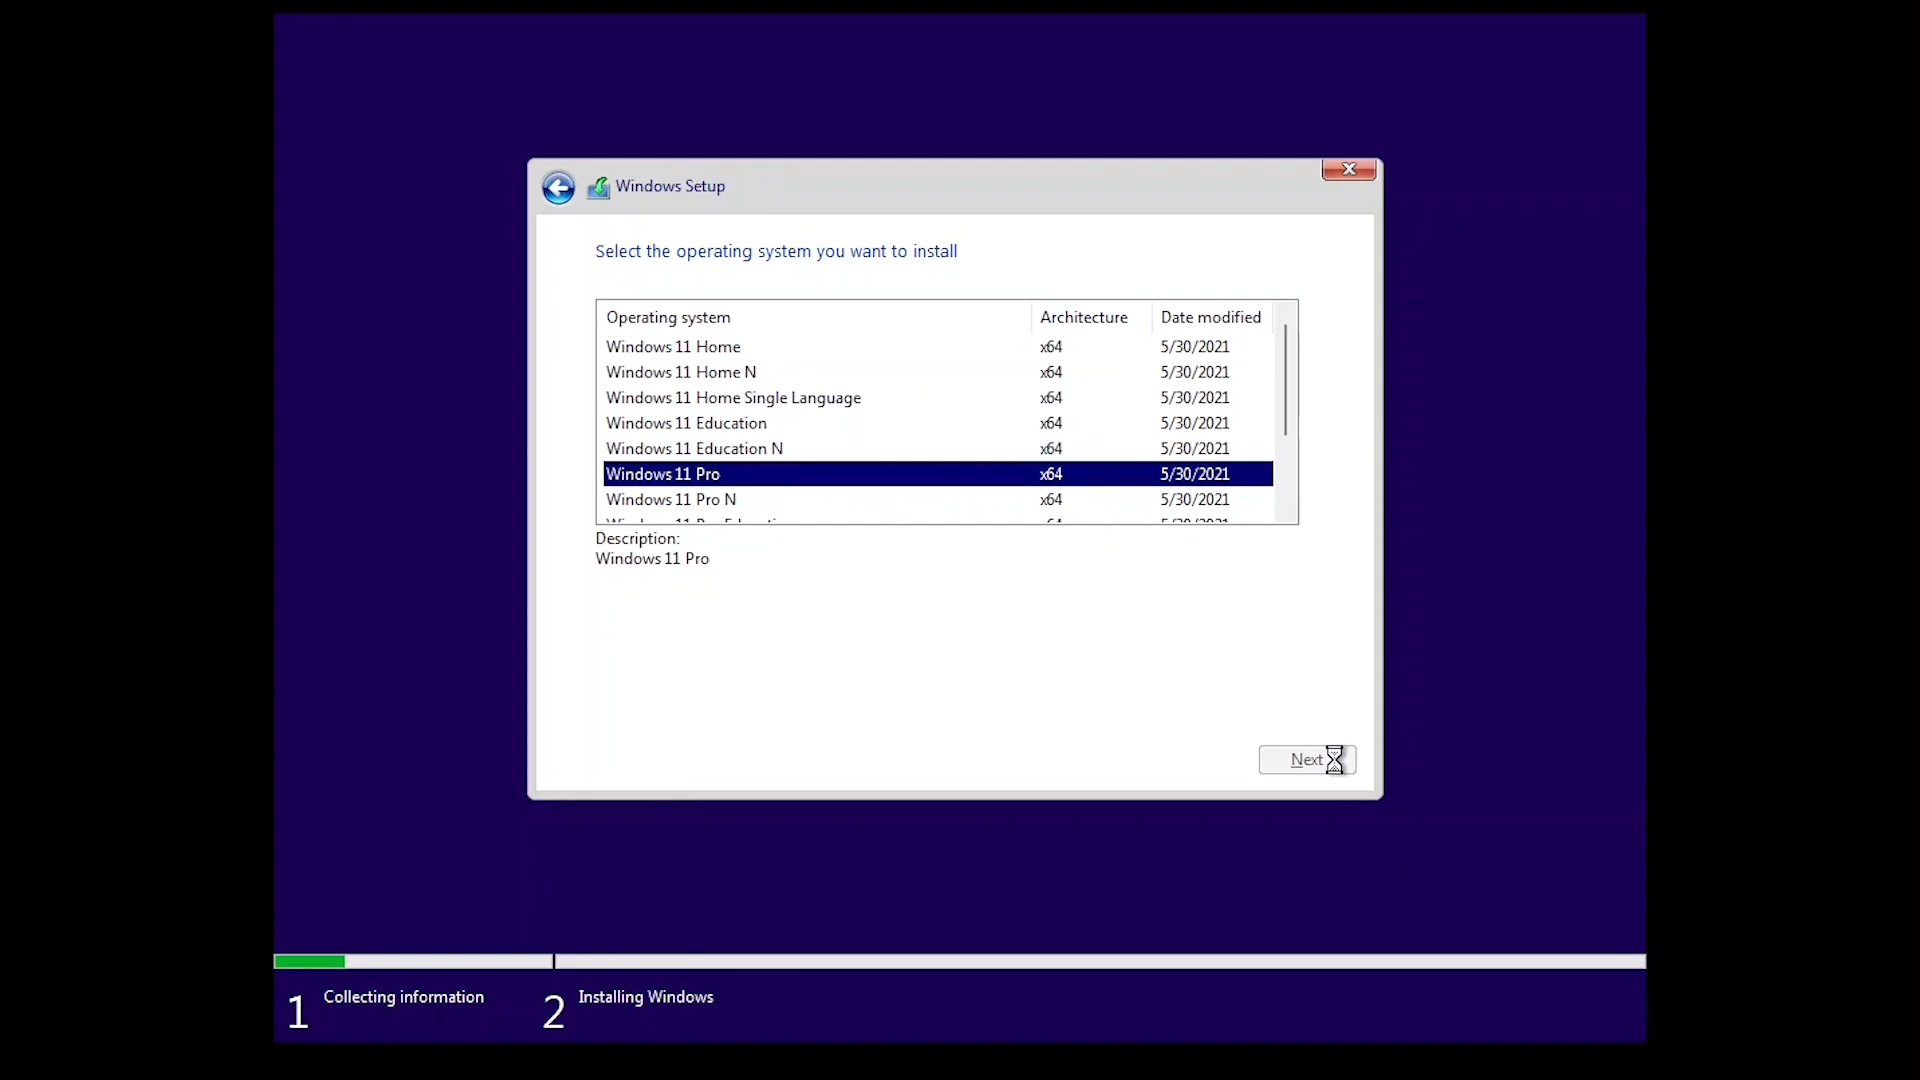 Windows Setup
Select the operating system you want to install
Operating system Architecture Date modified
Windows 11 Home x64 5/30/2021
Windows 11 Home N x64 5/30/2021
Windows 11 Home Single Language x64 5/30/2021
Windows 11 Education x64 5/30/2021
Windows 11 Education N x64 5/30/2021
Windows 11 Pro x64 5/30/2021
Windows 11 Pro N x64 5/30/2021
Description:
Windows 11 Pro
Next
1 Collecting information 2 Installing Windows